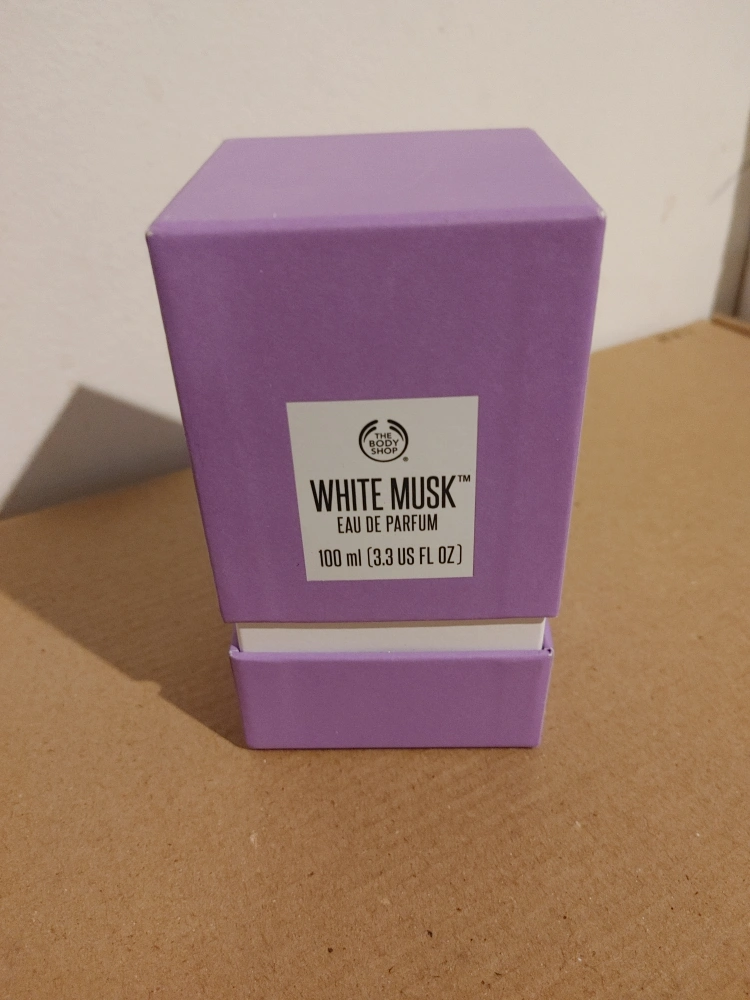 THE
BODY
SHOP
®
WHITE MUSK™
EAU DE PARFUM
100 ml (3.3 US FL OZ)